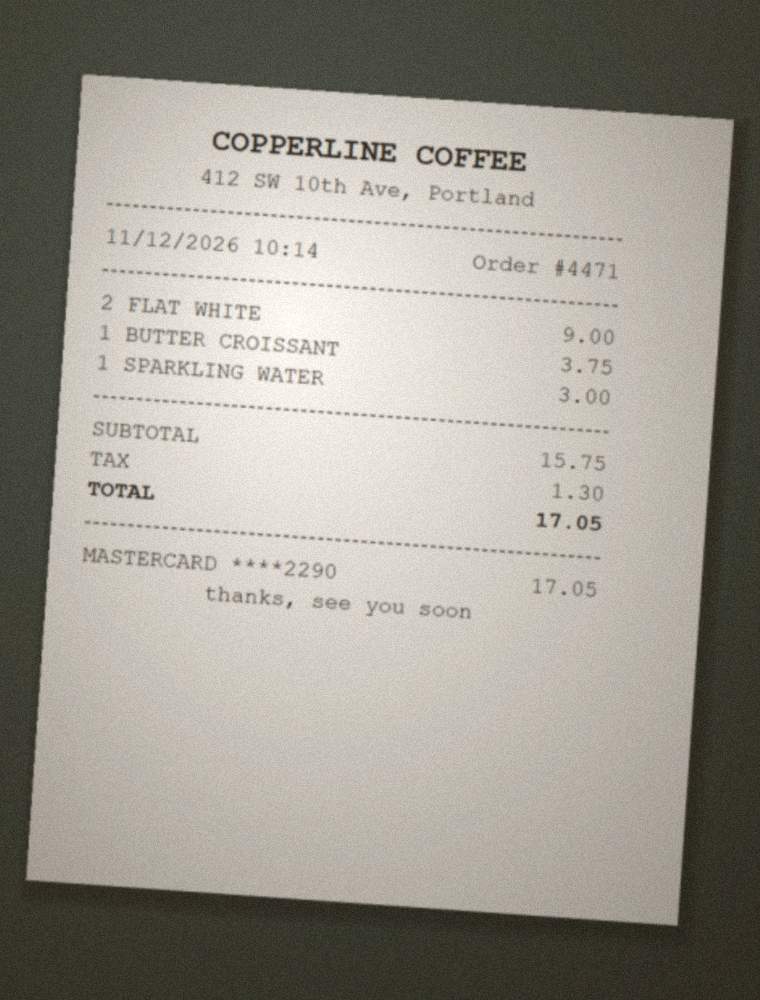 COPPERLINE COFFEE
412 SW 10th Ave, Portland
11/12/2026 10:14 Order #4471
2 FLAT WHITE 9.00
1 BUTTER CROISSANT 3.75
1 SPARKLING WATER 3.00
SUBTOTAL 15.75
TAX 1.30
TOTAL 17.05
MASTERCARD ****2290 17.05
thanks, see you soon